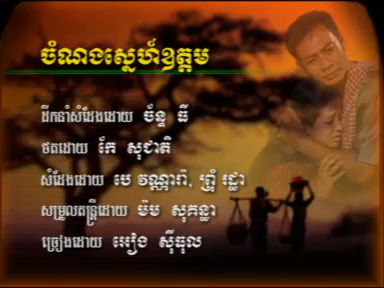 ចំណងស្នេហ៍ឧត្តម
ដឹកនាំសំដែងដោយ ច័ន្ទ ធី
ថតដោយ កែ សុជាតិ
សំដែងដោយ បេ វណ្ណារ៉ា, ព្រុំ រដ្ឋា
សម្រួលតន្ត្រីដោយ ម៉ម សុគន្ធា
ច្រៀងដោយ អឿង ស៊ីធុល